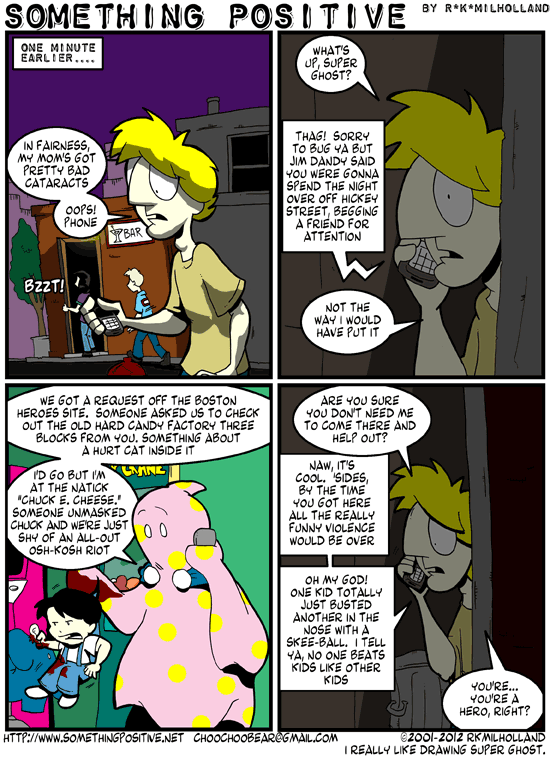 SOMETHING POSITIVE BY R*K*MILHOLLAND
ONE MINUTE
EARLIER....
IN FAIRNESS,
MY MOM'S GOT
PRETTY BAD
CATARACTS
OOPS!
PHONE
BAR
BZZT!
WHAT'S
UP, SUPER
GHOST?
THAG! SORRY
TO BUG YA BUT
JIM DANDY SAID
YOU WERE GONNA
SPEND THE NIGHT
OVER OFF HICKEY
STREET, BEGGING
A FRIEND FOR
ATTENTION
NOT THE
WAY I WOULD
HAVE PUT IT
WE GOT A REQUEST OFF THE BOSTON
HEROES SITE. SOMEONE ASKED US TO CHECK
OUT THE OLD HARD CANDY FACTORY THREE
BLOCKS FROM YOU. SOMETHING ABOUT
A HURT CAT INSIDE IT
CRANE
I'D GO BUT I'M
AT THE NATICK
"CHUCK E. CHEESE."
SOMEONE UNMASKED
CHUCK AND WE'RE JUST
SHY OF AN ALL-OUT
OSH-KOSH RIOT
ARE YOU SURE
YOU DON'T NEED ME
TO COME THERE AND
HELP OUT?
NAW, IT'S
COOL. 'SIDES,
BY THE TIME
YOU GOT HERE
ALL THE REALLY
FUNNY VIOLENCE
WOULD BE OVER
OH MY GOD!
ONE KID TOTALLY
JUST BUSTED
ANOTHER IN THE
NOSE WITH A
SKEE-BALL. I TELL
YA, NO ONE BEATS
KIDS LIKE OTHER
KIDS
YOU'RE...
YOU'RE A
HERO, RIGHT?
HTTP://WWW.SOMETHINGPOSITIVE.NET CHOOCHOOBEAR@GMAIL.COM ©2001-2012 RKMILHOLLAND
I REALLY LIKE DRAWING SUPER GHOST.